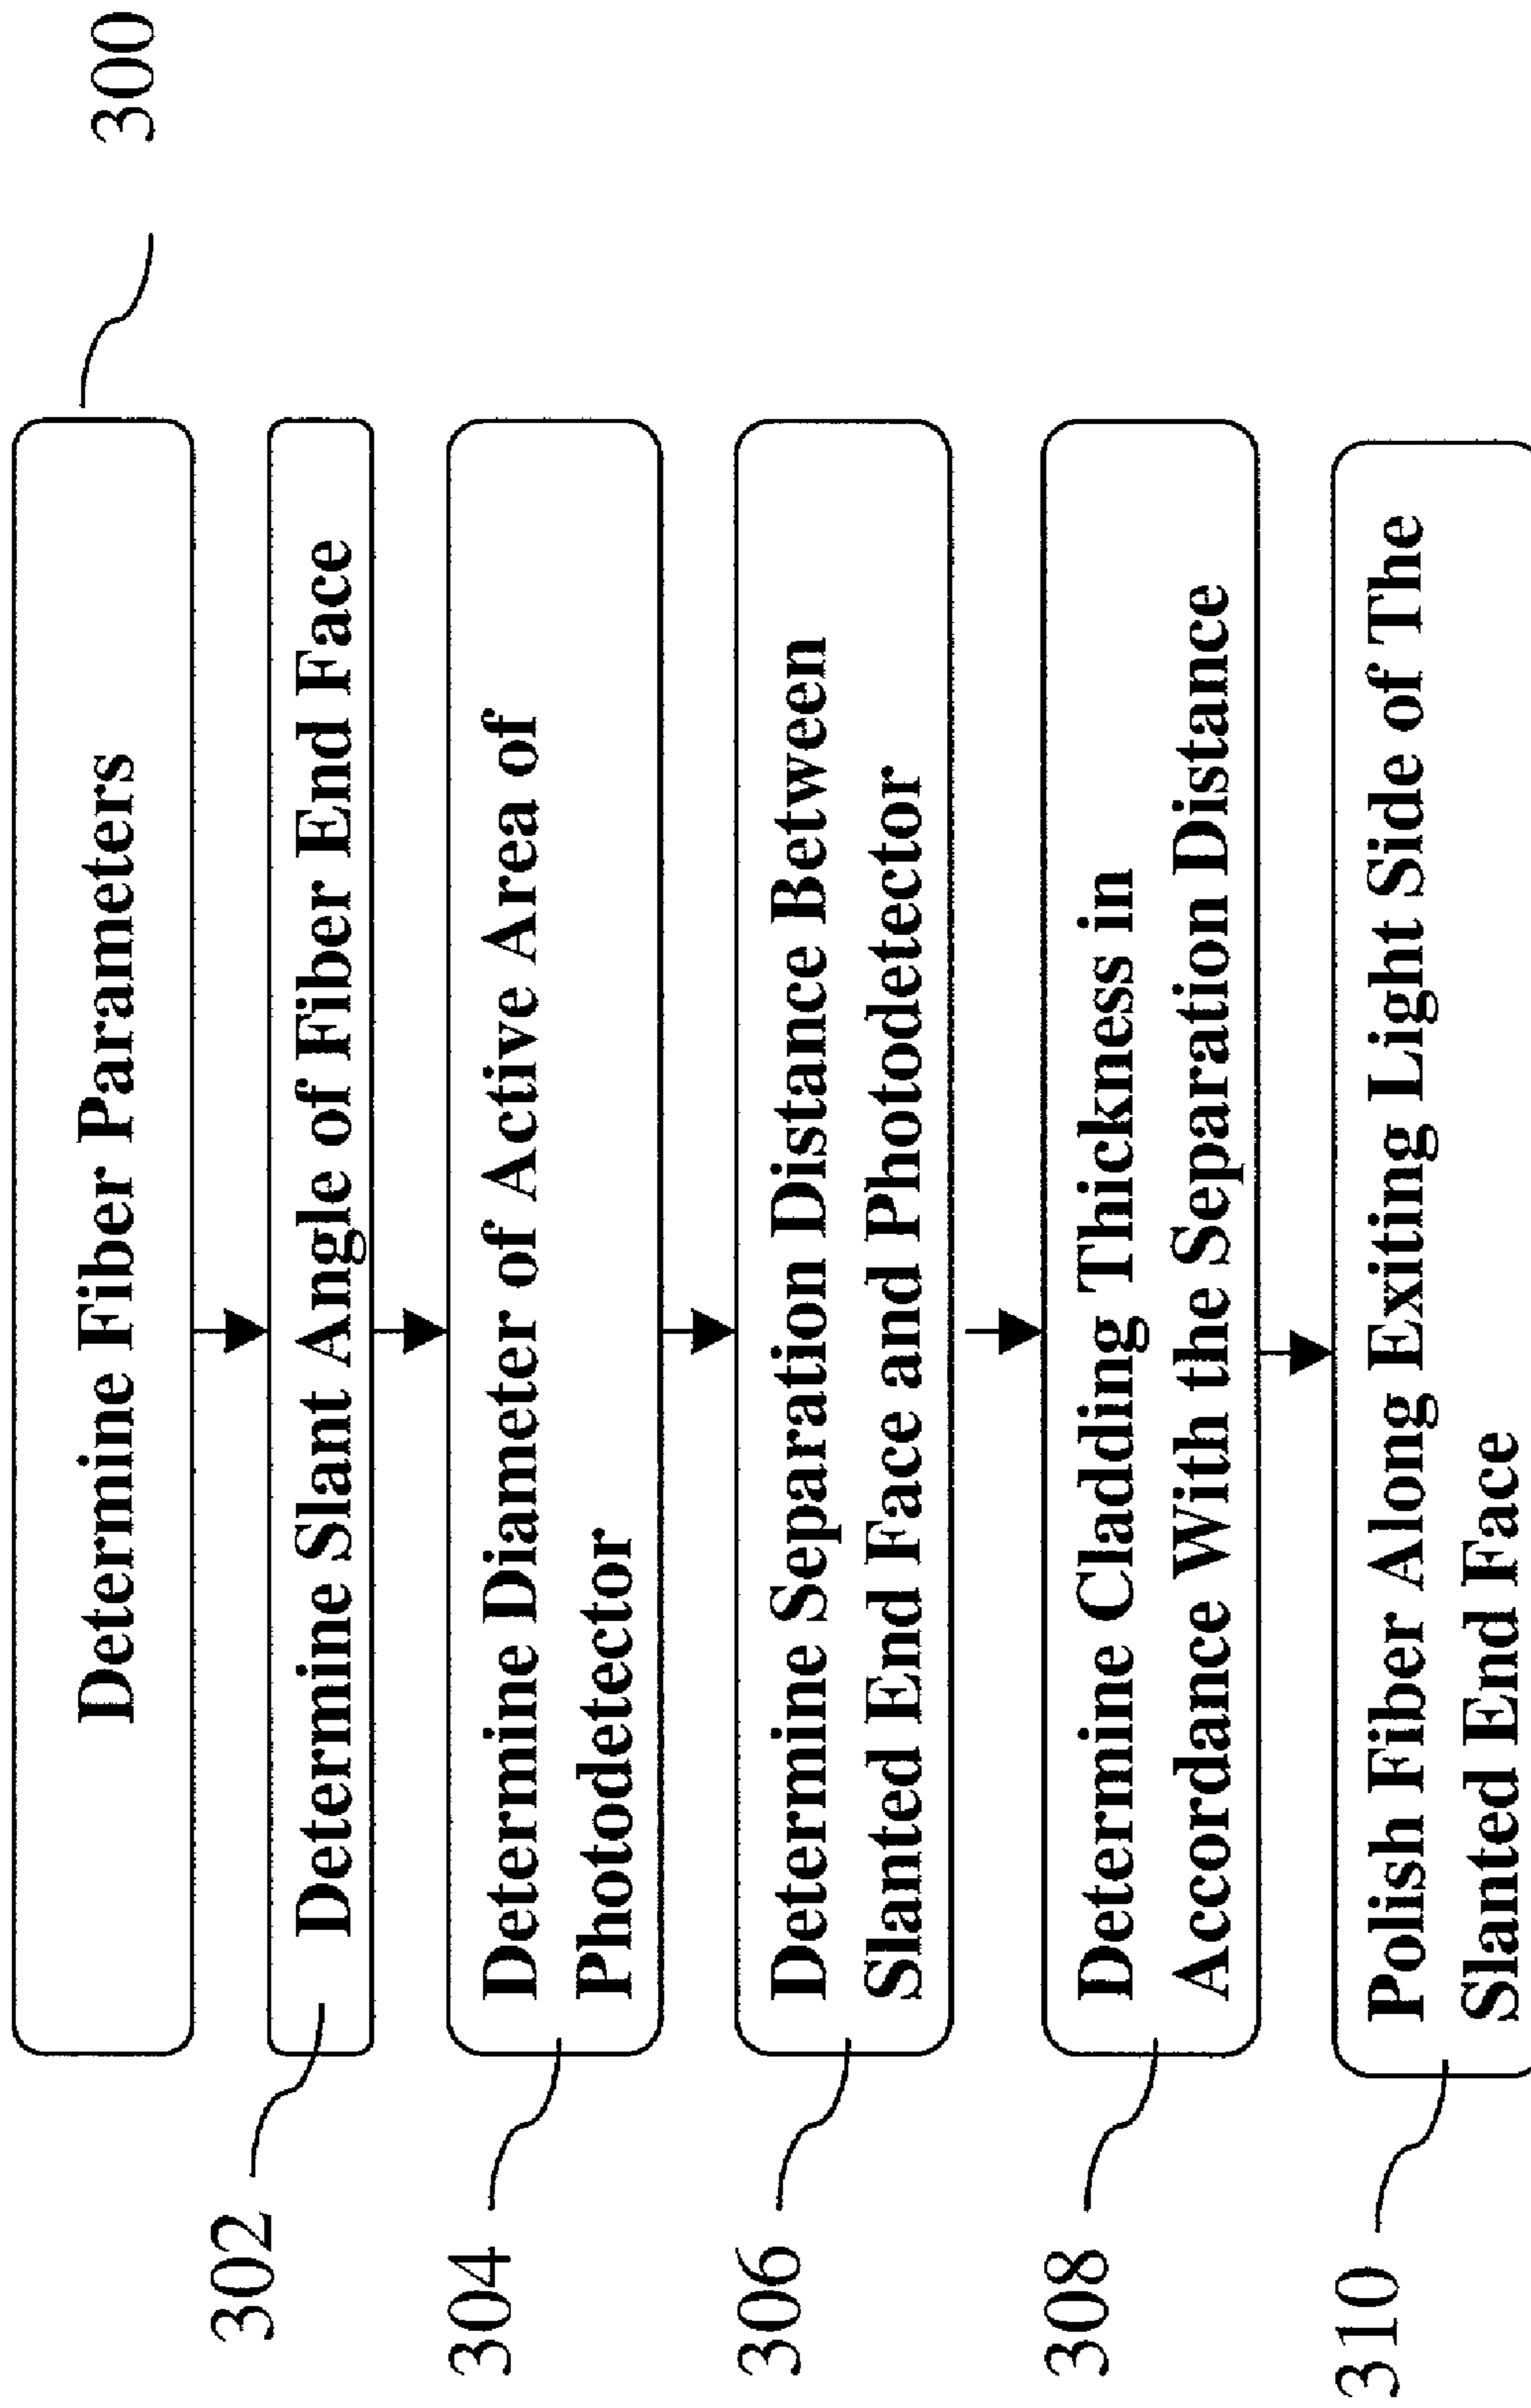 300
Determine Fiber Parameters
302
Determine Slant Angle of Fiber End Face
304
Determine Diameter of Active Area of
Photodetector
306
Determine Separation Distance Between
Slanted End Face and Photodetector
308
Determine Cladding Thickness in
Accordance With the Separation Distance
310
Polish Fiber Along Exiting Light Side of The
Slanted End Face